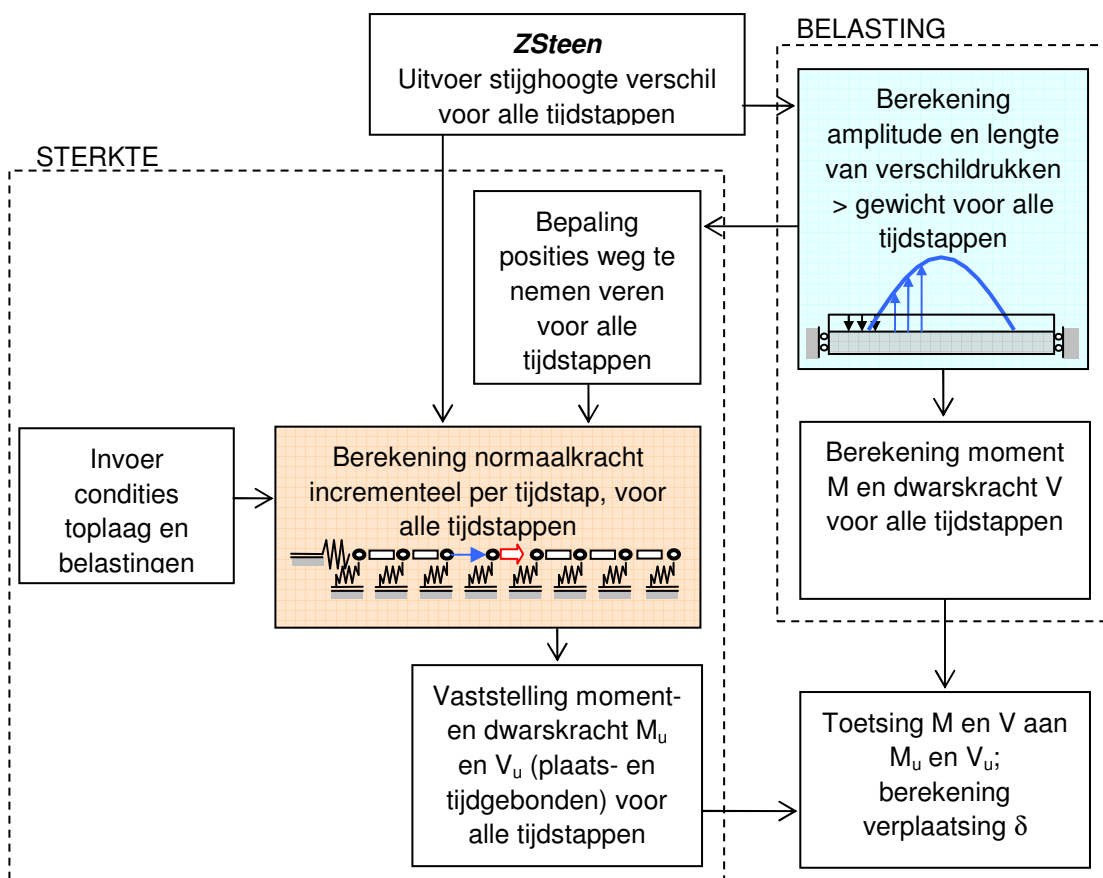 BELASTING
ZSteen
Uitvoer stijghoogte verschil
voor alle tijdstappen
Berekening
amplitude en lengte
van verschildrukken
> gewicht voor alle
tijdstappen
STERKTE
Bepaling
posities weg te
nemen veren
voor alle
tijdstappen
Invoer
condities
toplaag en
belastingen
Berekening normaalkracht
incrementeel per tijdstap, voor
alle tijdstappen
Berekening moment
M en dwarskracht V
voor alle tijdstappen
Vaststelling moment-
en dwarskracht Mu
en Vu (plaats- en
tijdgebonden) voor
alle tijdstappen
Toetsing M en V aan
Mu en Vu;
berekening
verplaatsing δ